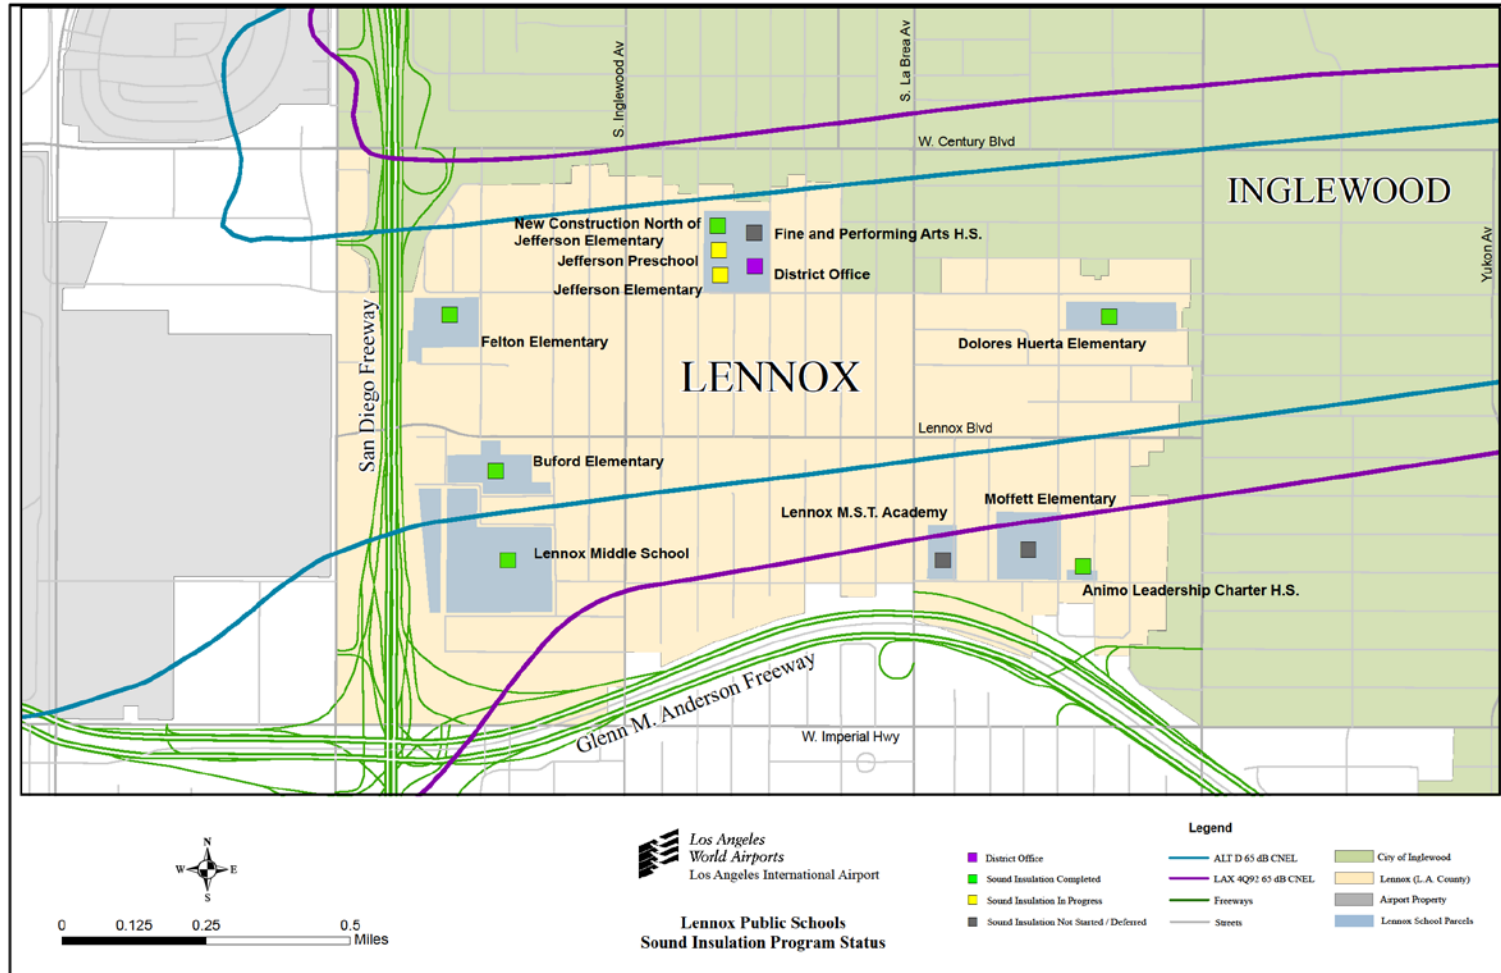 S. Inglewood Av
S. La Brea Av
W. Century Blvd
INGLEWOOD
Yukon Av
New Construction North of
Jefferson Elementary
Fine and Performing Arts H.S.
Jefferson Preschool
District Office
Jefferson Elementary
San Diego Freeway
Felton Elementary
Dolores Huerta Elementary
LENNOX
Lennox Blvd
Buford Elementary
Moffett Elementary
Lennox M.S.T. Academy
Lennox Middle School
Animo Leadership Charter H.S.
Glenn M. Anderson Freeway
W. Imperial Hwy
N
W E
S
0 0.125 0.25 0.5
Miles
Los Angeles
World Airports
Los Angeles International Airport
Lennox Public Schools
Sound Insulation Program Status
Legend
District Office
Sound Insulation Completed
Sound Insulation In Progress
Sound Insulation Not Started / Deferred
ALT D 65 dB CNEL
LAX 4Q92 65 dB CNEL
Freeways
Streets
City of Inglewood
Lennox (L.A. County)
Airport Property
Lennox School Parcels